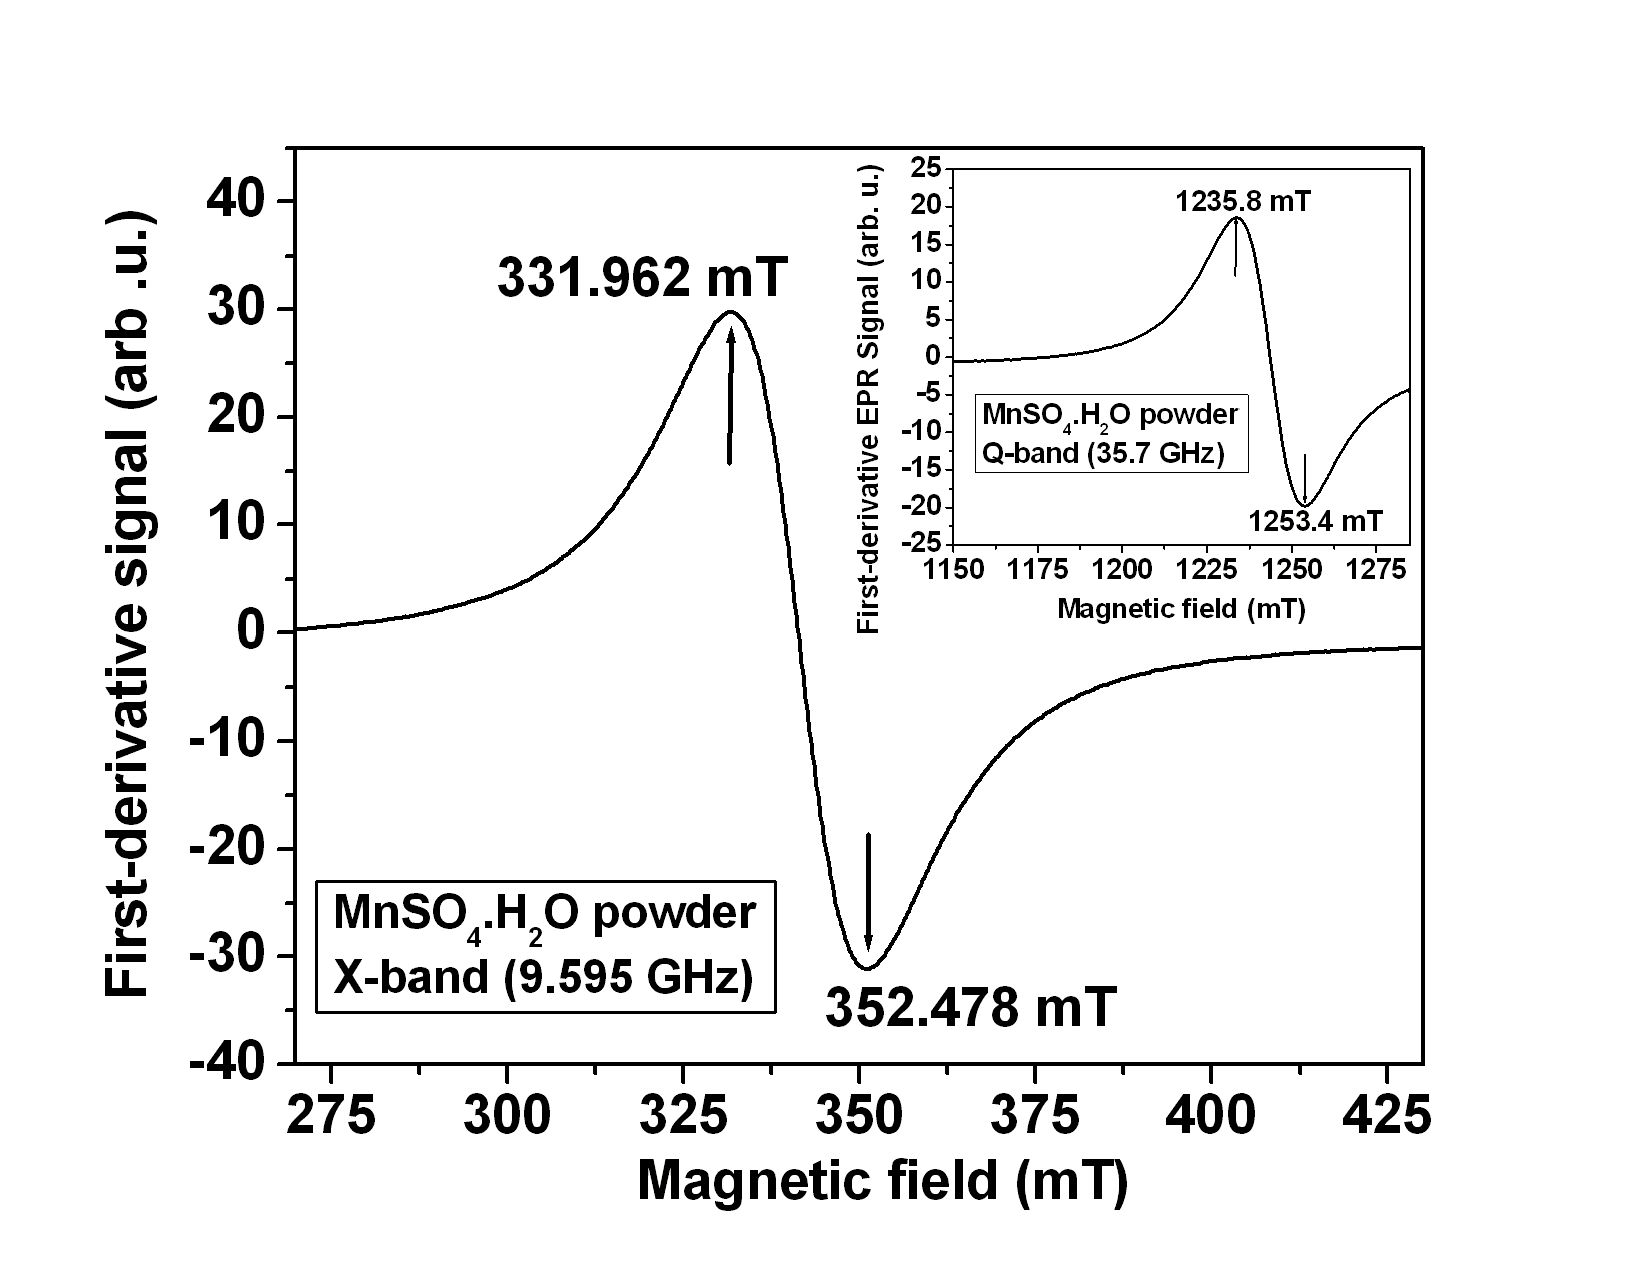 First-derivative signal (arb .u.)
40
30
20
10
0
-10
-20
-30
-40
331.962 mT
352.478 mT
MnSO₄.H₂O powder
X-band (9.595 GHz)
275 300 325 350 375 400 425
Magnetic field (mT)
First-derivative EPR Signal (arb. u.)
25
20
15
10
5
0
-5
-10
-15
-20
-25
1235.8 mT
MnSO₄.H₂O powder
Q-band (35.7 GHz)
1253.4 mT
1150 1175 1200 1225 1250 1275
Magnetic field (mT)